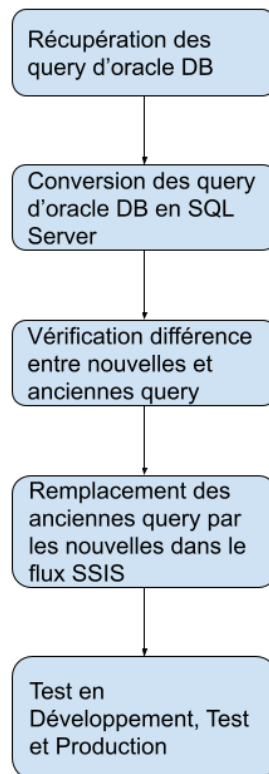 Récupération des
query d'oracle DB
Conversion des query
d'oracle DB en SQL
Server
Vérification différence
entre nouvelles et
anciennes query
Remplacement des
anciennes query par
les nouvelles dans le
flux SSIS
Test en
Développement, Test
et Production